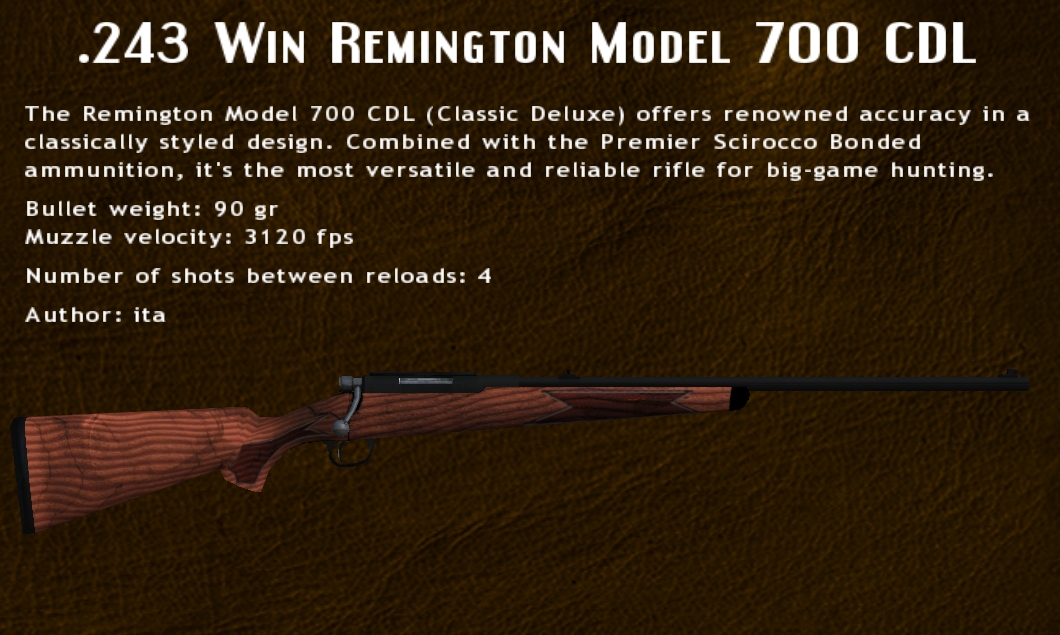 .243 Win Remington Model 700 CDL
The Remington Model 700 CDL (Classic Deluxe) offers renowned accuracy in a
classically styled design. Combined with the Premier Scirocco Bonded
ammunition, it's the most versatile and reliable rifle for big-game hunting.
Bullet weight: 90 gr
Muzzle velocity: 3120 fps
Number of shots between reloads: 4
Author: ita